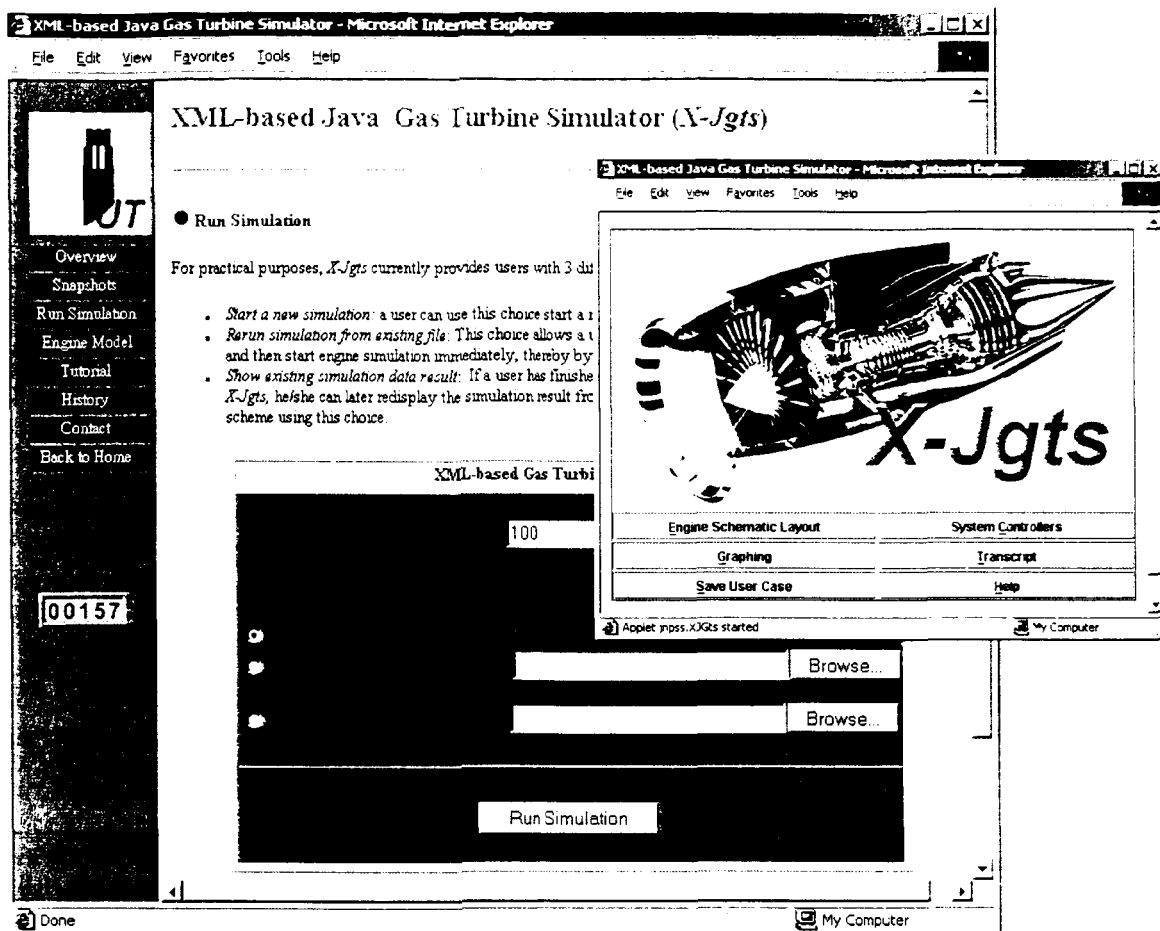 XML-based Java Gas Turbine Simulator - Microsoft Internet Explorer
File Edit View Favorites Tools Help
XML-based Java Gas Turbine Simulator (X-Jgts)
UT
Overview
Snapshots
Run Simulation
Engine Model
Tutorial
History
Contact
Back to Home
00157
Run Simulation
For practical purposes, X-Jgts currently provides users with 3
Start a new simulation: a user can use this choice start a
Rerun simulation from existing file: This choice allows a
and then start engine simulation immediately, thereby by
Show existing simulation data result: If a user has finishe
X-Jgts, he/she can later redisplay the simulation result fro
scheme using this choice.
XML-based Gas Turbi
100
Browse...
Browse...
Run Simulation
Done
My Computer
XML-based Java Gas Turbine Simulator - Microsoft Internet Explorer
File Edit View Favorites Tools Help
X-Jgts
Engine Schematic Layout System Controllers
Graphing Transcript
Save User Case Help
Applet jnpss.XJGts started My Computer